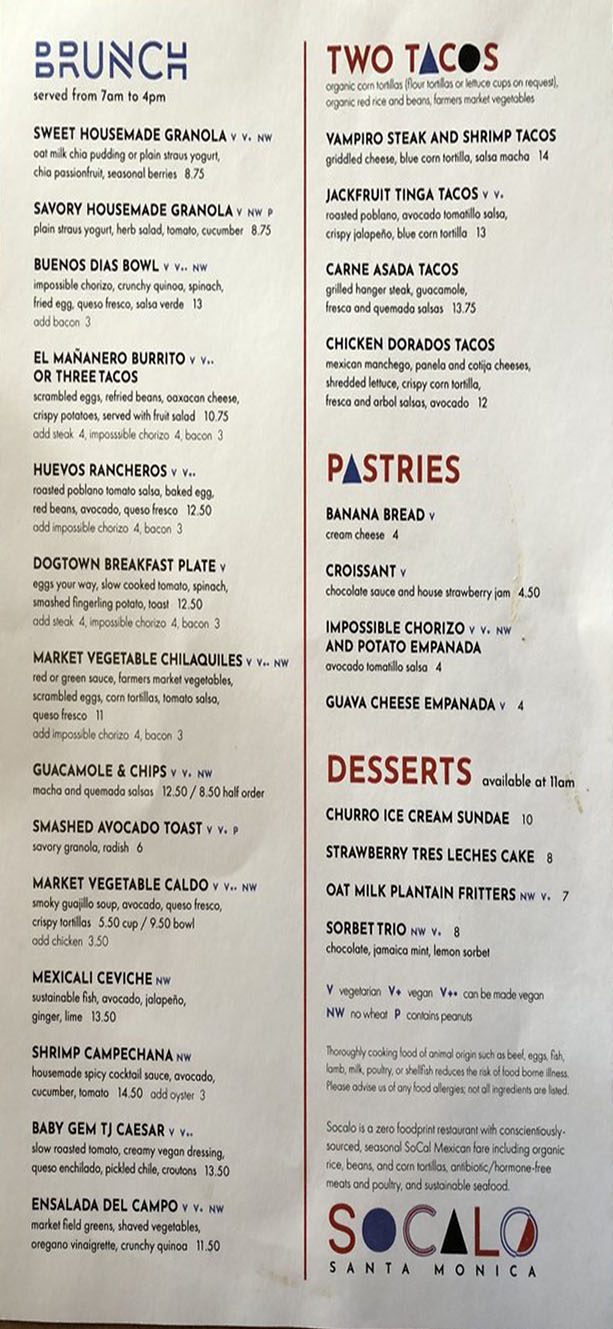 BRUNCH
served from 7am to 4pm
SWEET HOUSEMADE GRANOLA V V+ NW
oat milk chia pudding or plain straus yogurt,
chia passionfruit, seasonal berries 8.75
SAVORY HOUSEMADE GRANOLA V NW P
plain straus yogurt, herb salad, tomato, cucumber 8.75
BUENOS DIAS BOWL V V++ NW
impossible chorizo, crunchy quinoa, spinach,
fried egg, queso fresco, salsa verde 13
add bacon 3
EL MAÑANERO BURRITO V V++
OR THREE TACOS
scrambled eggs, refried beans, oaxacan cheese,
crispy potatoes, served with fruit salad 10.75
add steak 4, imposssible chorizo 4, bacon 3
HUEVOS RANCHEROS V V++
roasted poblano tomato salsa, baked egg,
red beans, avocado, queso fresco 12.50
add impossible chorizo 4, bacon 3
DOGTOWN BREAKFAST PLATE V
eggs your way, slow cooked tomato, spinach,
smashed fingerling potato, toast 12.50
add steak 4, impossible chorizo 4, bacon 3
MARKET VEGETABLE CHILAQUILES V V++ NW
red or green sauce, farmers market vegetables,
scrambled eggs, corn tortillas, tomato salsa,
queso fresco 11
add impossible chorizo 4, bacon 3
GUACAMOLE & CHIPS V V+ NW
macha and quemada salsas 12.50 / 8.50 half order
SMASHED AVOCADO TOAST V V+ P
savory granola, radish 6
MARKET VEGETABLE CALDO V V++ NW
smoky guajillo soup, avocado, queso fresco,
crispy tortillas 5.50 cup / 9.50 bowl
add chicken 3.50
MEXICALI CEVICHE NW
sustainable fish, avocado, jalapeño,
ginger, lime 13.50
SHRIMP CAMPECHANA NW
housemade spicy cocktail sauce, avocado,
cucumber, tomato 14.50 add oyster 3
BABY GEM TJ CAESAR V V++
slow roasted tomato, creamy vegan dressing,
queso enchilado, pickled chile, croutons 13.50
ENSALADA DEL CAMPO V V+ NW
market field greens, shaved vegetables,
oregano vinaigrette, crunchy quinoa 11.50
TWO TACOS
organic corn tortillas (flour tortillas or lettuce cups on request),
organic red rice and beans, farmers market vegetables
VAMPIRO STEAK AND SHRIMP TACOS
griddled cheese, blue corn tortilla, salsa macha 14
JACKFRUIT TINGA TACOS V V+
roasted poblano, avocado tomatillo salsa,
crispy jalapeño, blue corn tortilla 13
CARNE ASADA TACOS
grilled hanger steak, guacamole,
fresca and quemada salsas 13.75
CHICKEN DORADOS TACOS
mexican manchego, panela and cotija cheeses,
shredded lettuce, crispy corn tortilla,
fresca and arbol salsas, avocado 12
PASTRIES
BANANA BREAD V
cream cheese 4
CROISSANT V
chocolate sauce and house strawberry jam 4.50
IMPOSSIBLE CHORIZO V V+ NW
AND POTATO EMPANADA
avocado tomatillo salsa 4
GUAVA CHEESE EMPANADA V 4
DESSERTS available at 11am
CHURRO ICE CREAM SUNDAE 10
STRAWBERRY TRES LECHES CAKE 8
OAT MILK PLANTAIN FRITTERS NW V+ 7
SORBET TRIO NW V+ 8
chocolate, jamaica mint, lemon sorbet
V vegetarian V+ vegan V++ can be made vegan
NW no wheat P contains peanuts
Thoroughly cooking food of animal origin such as beef, eggs, fish,
lamb, milk, poultry, or shellfish reduces the risk of food borne illness.
Please advise us of any food allergies; not all ingredients are listed.
Socalo is a zero foodprint restaurant with conscientiously-
sourced, seasonal SoCal Mexican fare including organic
rice, beans, and corn tortillas, antibiotic/hormone-free
meats and poultry, and sustainable seafood.
SOCALO
SANTA MONICA